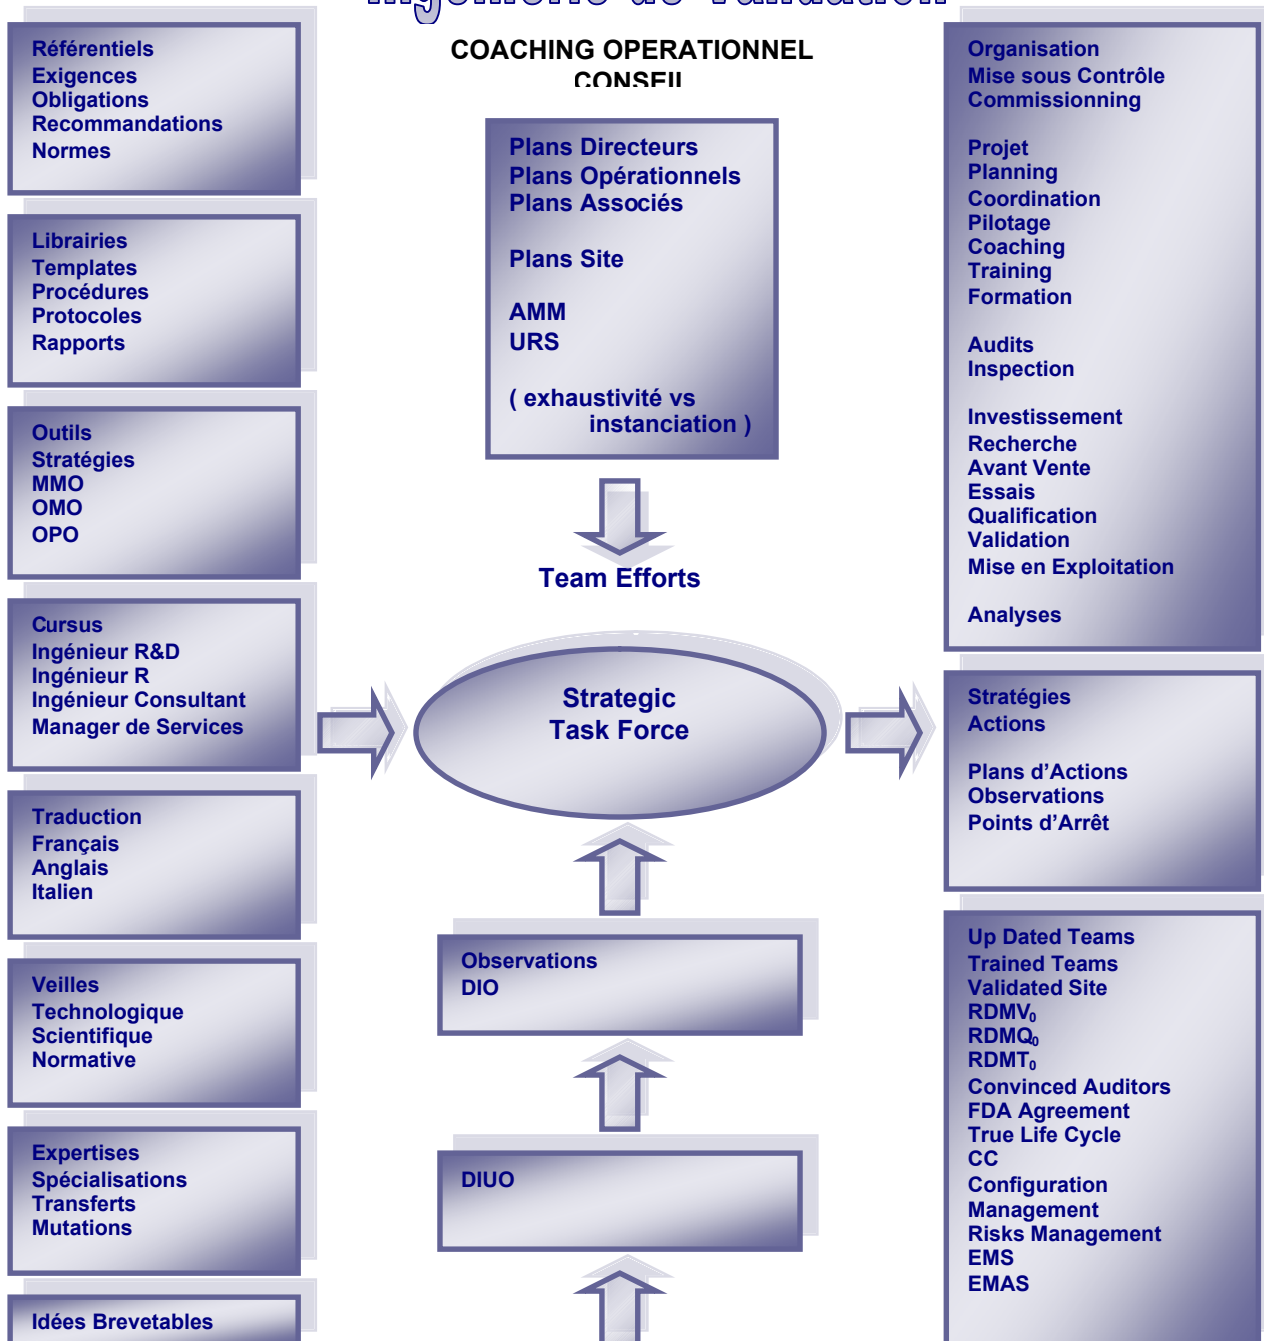 Ingénierie de Validation
COACHING OPERATIONNEL
CONSEIL
Référentiels
Exigences
Obligations
Recommandations
Normes
Librairies
Templates
Procédures
Protocoles
Rapports
Outils
Stratégies
MMO
OMO
OPO
Cursus
Ingénieur R&D
Ingénieur R
Ingénieur Consultant
Manager de Services
Traduction
Français
Anglais
Italien
Veilles
Technologique
Scientifique
Normative
Expertises
Spécialisations
Transferts
Mutations
Idées Brevetables
Plans Directeurs
Plans Opérationnels
Plans Associés
Plans Site
AMM
URS
( exhaustivité vs
instanciation )
Team Efforts
Strategic
Task Force
Observations
DIO
DIUO
Organisation
Mise sous Contrôle
Commissionning
Projet
Planning
Coordination
Pilotage
Coaching
Training
Formation
Audits
Inspection
Investissement
Recherche
Avant Vente
Essais
Qualification
Validation
Mise en Exploitation
Analyses
Stratégies
Actions
Plans d’Actions
Observations
Points d’Arrêt
Up Dated Teams
Trained Teams
Validated Site
RDMV₀
RDMQ₀
RDMT₀
Convinced Auditors
FDA Agreement
True Life Cycle
CC
Configuration
Management
Risks Management
EMS
EMAS